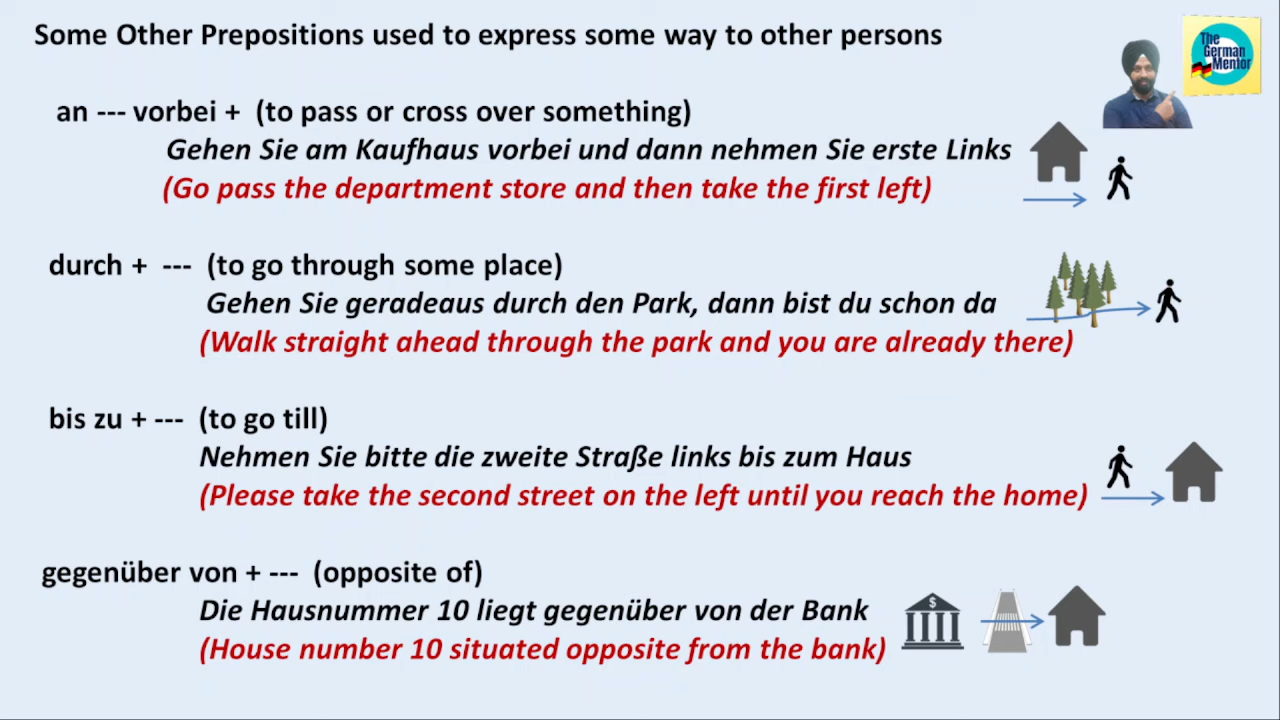 Some Other Prepositions used to express some way to other persons
The
German
Mentor
an --- vorbei + (to pass or cross over something)
Gehen Sie am Kaufhaus vorbei und dann nehmen Sie erste Links
(Go pass the department store and then take the first left)
durch + --- (to go through some place)
Gehen Sie geradeaus durch den Park, dann bist du schon da
(Walk straight ahead through the park and you are already there)
bis zu + --- (to go till)
Nehmen Sie bitte die zweite Straße links bis zum Haus
(Please take the second street on the left until you reach the home)
gegenüber von + --- (opposite of)
Die Hausnummer 10 liegt gegenüber von der Bank
(House number 10 situated opposite from the bank)
$